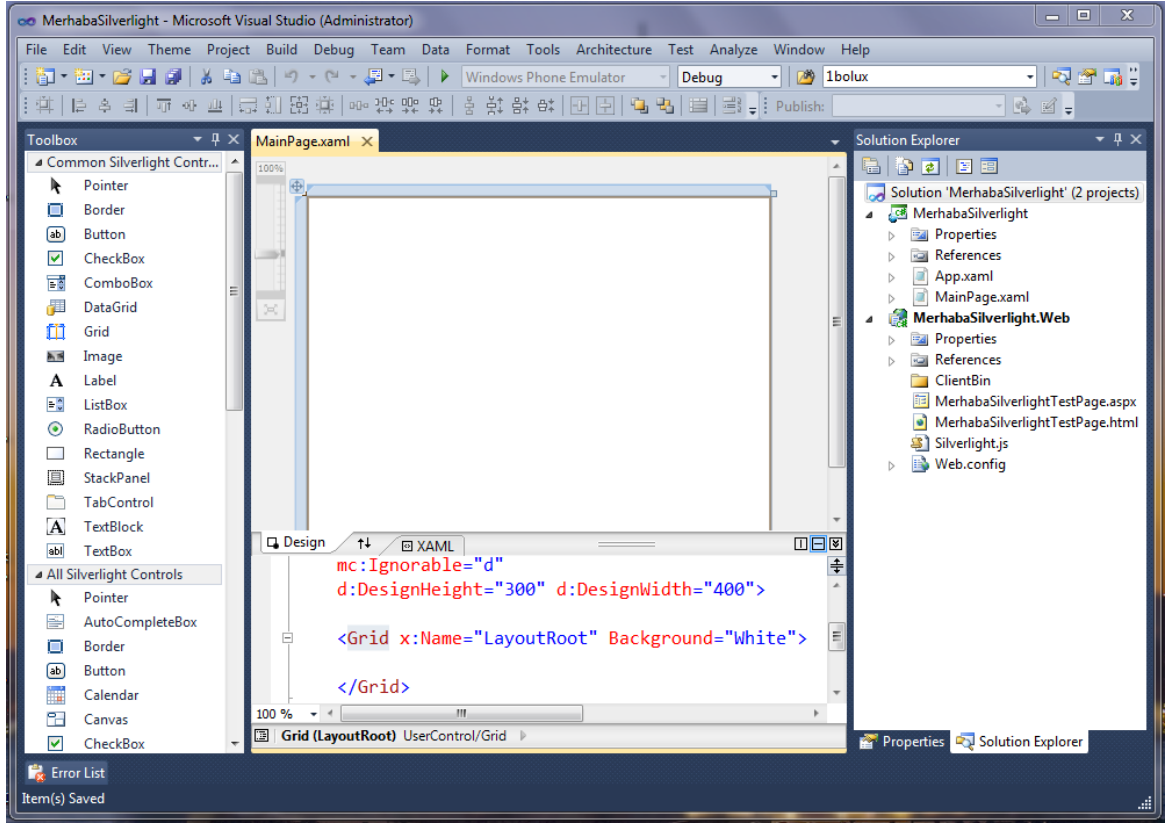 MerhabaSilverlight - Microsoft Visual Studio (Administrator)
File Edit View Theme Project Build Debug Team Data Format Tools Architecture Test Analyze Window Help
Windows Phone Emulator Debug 1bolux
Publish:
Toolbox
Common Silverlight Contr...
Pointer
Border
Button
CheckBox
ComboBox
DataGrid
Grid
Image
Label
ListBox
RadioButton
Rectangle
StackPanel
TabControl
TextBlock
TextBox
All Silverlight Controls
Pointer
AutoCompleteBox
Border
Button
Calendar
Canvas
CheckBox
MainPage.xaml
100%
Design XAML
mc:Ignorable="d"
d:DesignHeight="300" d:DesignWidth="400">
<Grid x:Name="LayoutRoot" Background="White">
</Grid>
100 %
Grid (LayoutRoot) UserControl/Grid
Solution Explorer
Solution 'MerhabaSilverlight' (2 projects)
MerhabaSilverlight
Properties
References
App.xaml
MainPage.xaml
MerhabaSilverlight.Web
Properties
References
ClientBin
MerhabaSilverlightTestPage.aspx
MerhabaSilverlightTestPage.html
Silverlight.js
Web.config
Properties Solution Explorer
Error List
Item(s) Saved